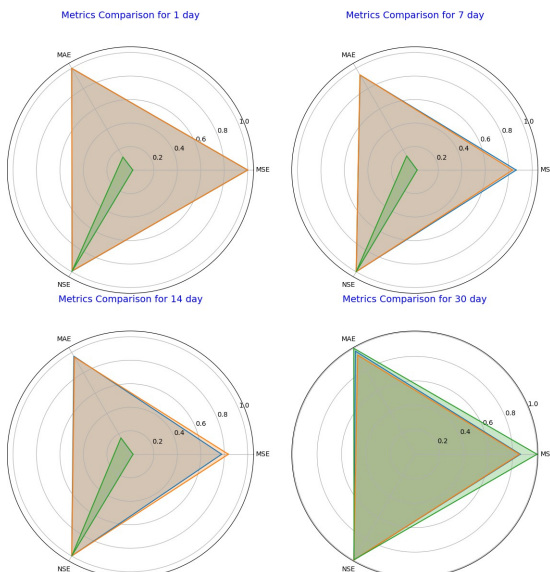 Metrics Comparison for 1 day
MAE
1.0
0.8
0.6
0.4
0.2
MSE
NSE
Metrics Comparison for 7 day
MAE
1.0
0.8
0.6
0.4
0.2
MS
NSE
Metrics Comparison for 14 day
MAE
1.0
0.8
0.6
0.4
0.2
MSE
NSE
Metrics Comparison for 30 day
MAE
1.0
0.8
0.6
0.4
0.2
MS
NSE